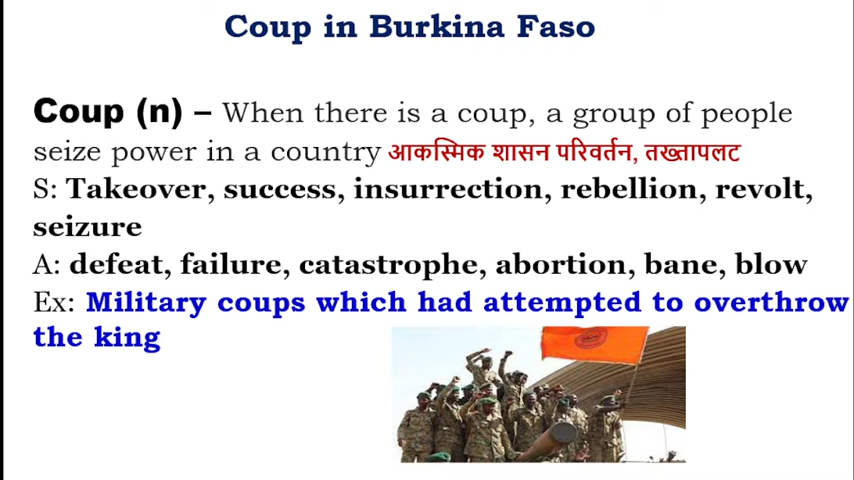 Coup in Burkina Faso
Coup (n) – When there is a coup, a group of people
seize power in a country आकस्मिक शासन परिवर्तन, तख्तापलट
S: Takeover, success, insurrection, rebellion, revolt,
seizure
A: defeat, failure, catastrophe, abortion, bane, blow
Ex: Military coups which had attempted to overthrow
the king